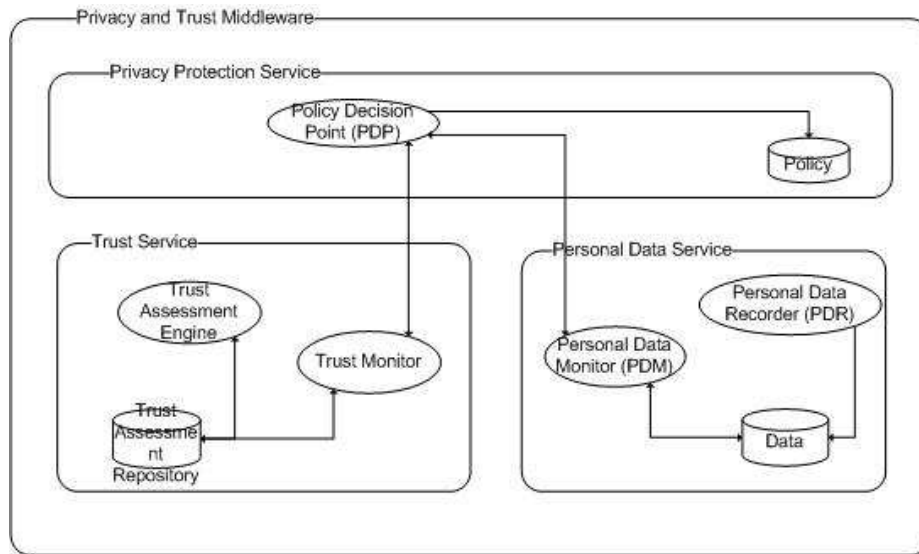 Privacy and Trust Middleware
Privacy Protection Service
Policy Decision
Point (PDP)
Policy
Trust Service
Trust
Assessment
Engine
Trust Monitor
Trust
Assessme
nt
Repository
Personal Data Service
Personal Data
Recorder (PDR)
Personal Data
Monitor (PDM)
Data